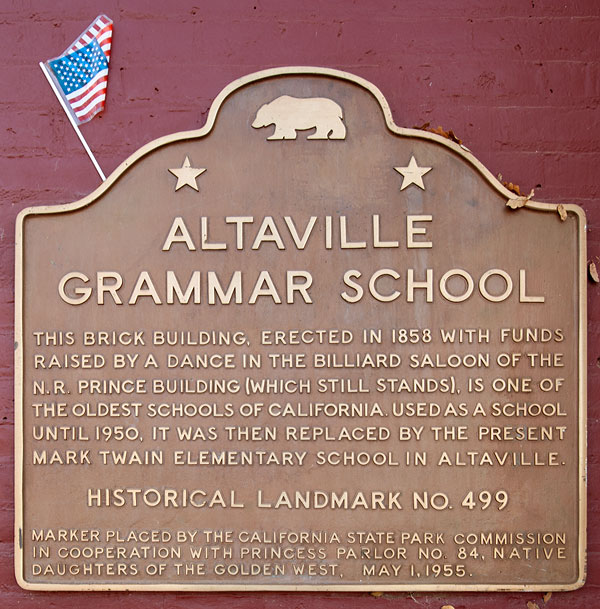 ALTAVILLE
GRAMMAR SCHOOL
THIS BRICK BUILDING, ERECTED IN 1858 WITH FUNDS
RAISED BY A DANCE IN THE BILLIARD SALOON OF THE
N.R. PRINCE BUILDING (WHICH STILL STANDS), IS ONE OF
THE OLDEST SCHOOLS OF CALIFORNIA. USED AS A SCHOOL
UNTIL 1950, IT WAS THEN REPLACED BY THE PRESENT
MARK TWAIN ELEMENTARY SCHOOL IN ALTAVILLE.
HISTORICAL LANDMARK NO. 499
MARKER PLACED BY THE CALIFORNIA STATE PARK COMMISSION
IN COOPERATION WITH PRINCESS PARLOR NO. 84, NATIVE
DAUGHTERS OF THE GOLDEN WEST, MAY 1, 1955.